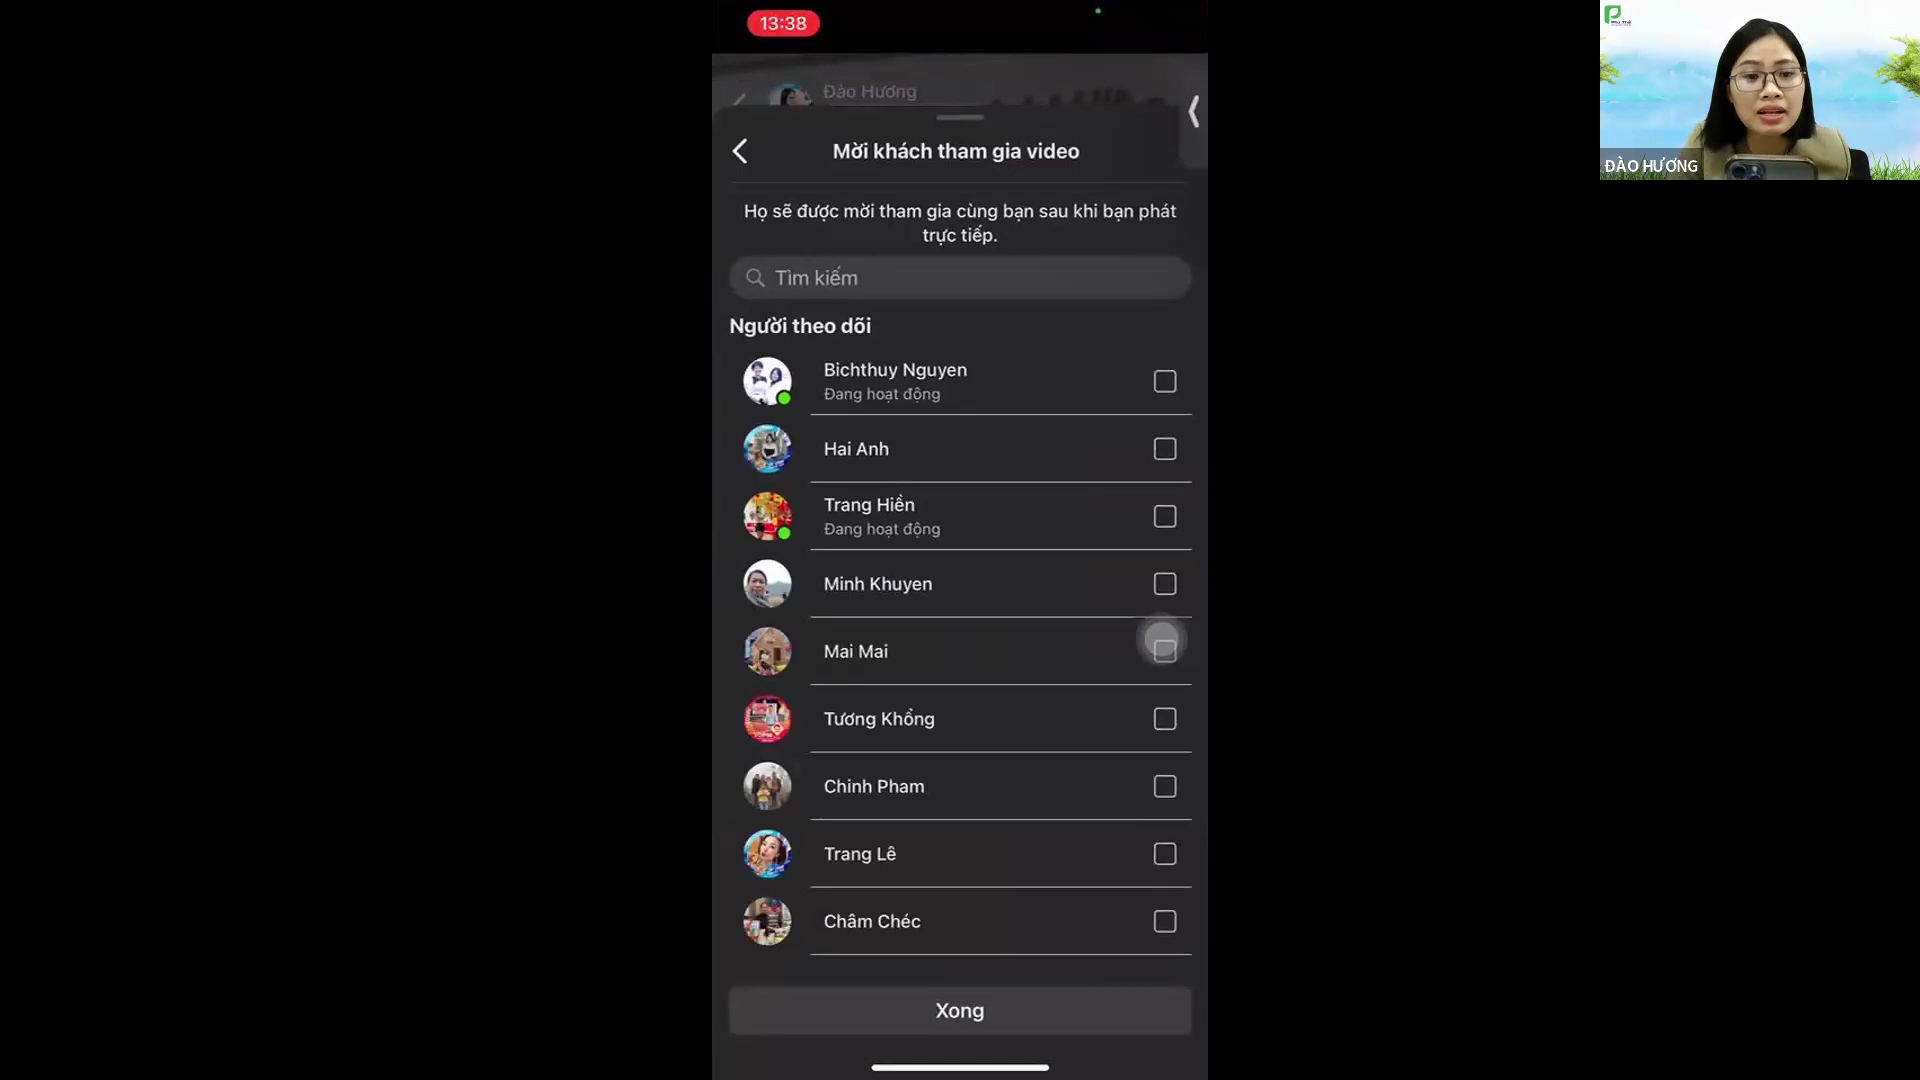 13:38
Đào Hương
Mời khách tham gia video
Họ sẽ được mời tham gia cùng bạn sau khi bạn phát
trực tiếp.
Tìm kiếm
Người theo dõi
Bichthuy Nguyen
Đang hoạt động
Hai Anh
Trang Hiền
Đang hoạt động
Minh Khuyen
Mai Mai
Tương Khổng
Chinh Pham
Trang Lê
Châm Chéc
Xong
ĐÀO HƯƠNG